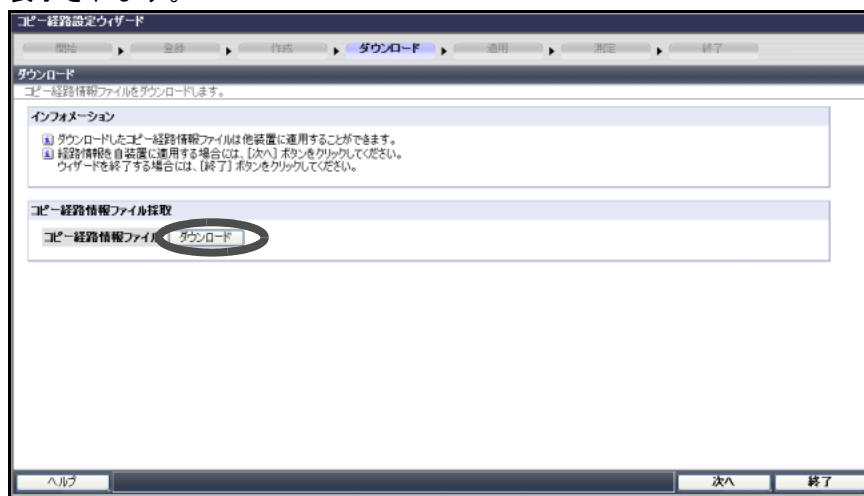 表示されます。
コピー経路設定ウィザード
開始 登録 作成 ダウンロード 適用 測定 終了
ダウンロード
コピー経路情報ファイルをダウンロードします。
インフォメーション
ダウンロードしたコピー経路情報ファイルは他装置に適用することができます。
経路情報を自装置に適用する場合には、[次へ] ボタンをクリックしてください。
ウィザードを終了する場合には、[終了] ボタンをクリックしてください。
コピー経路情報ファイル採取
コピー経路情報ファイル ダウンロード
ヘルプ 次へ 終了